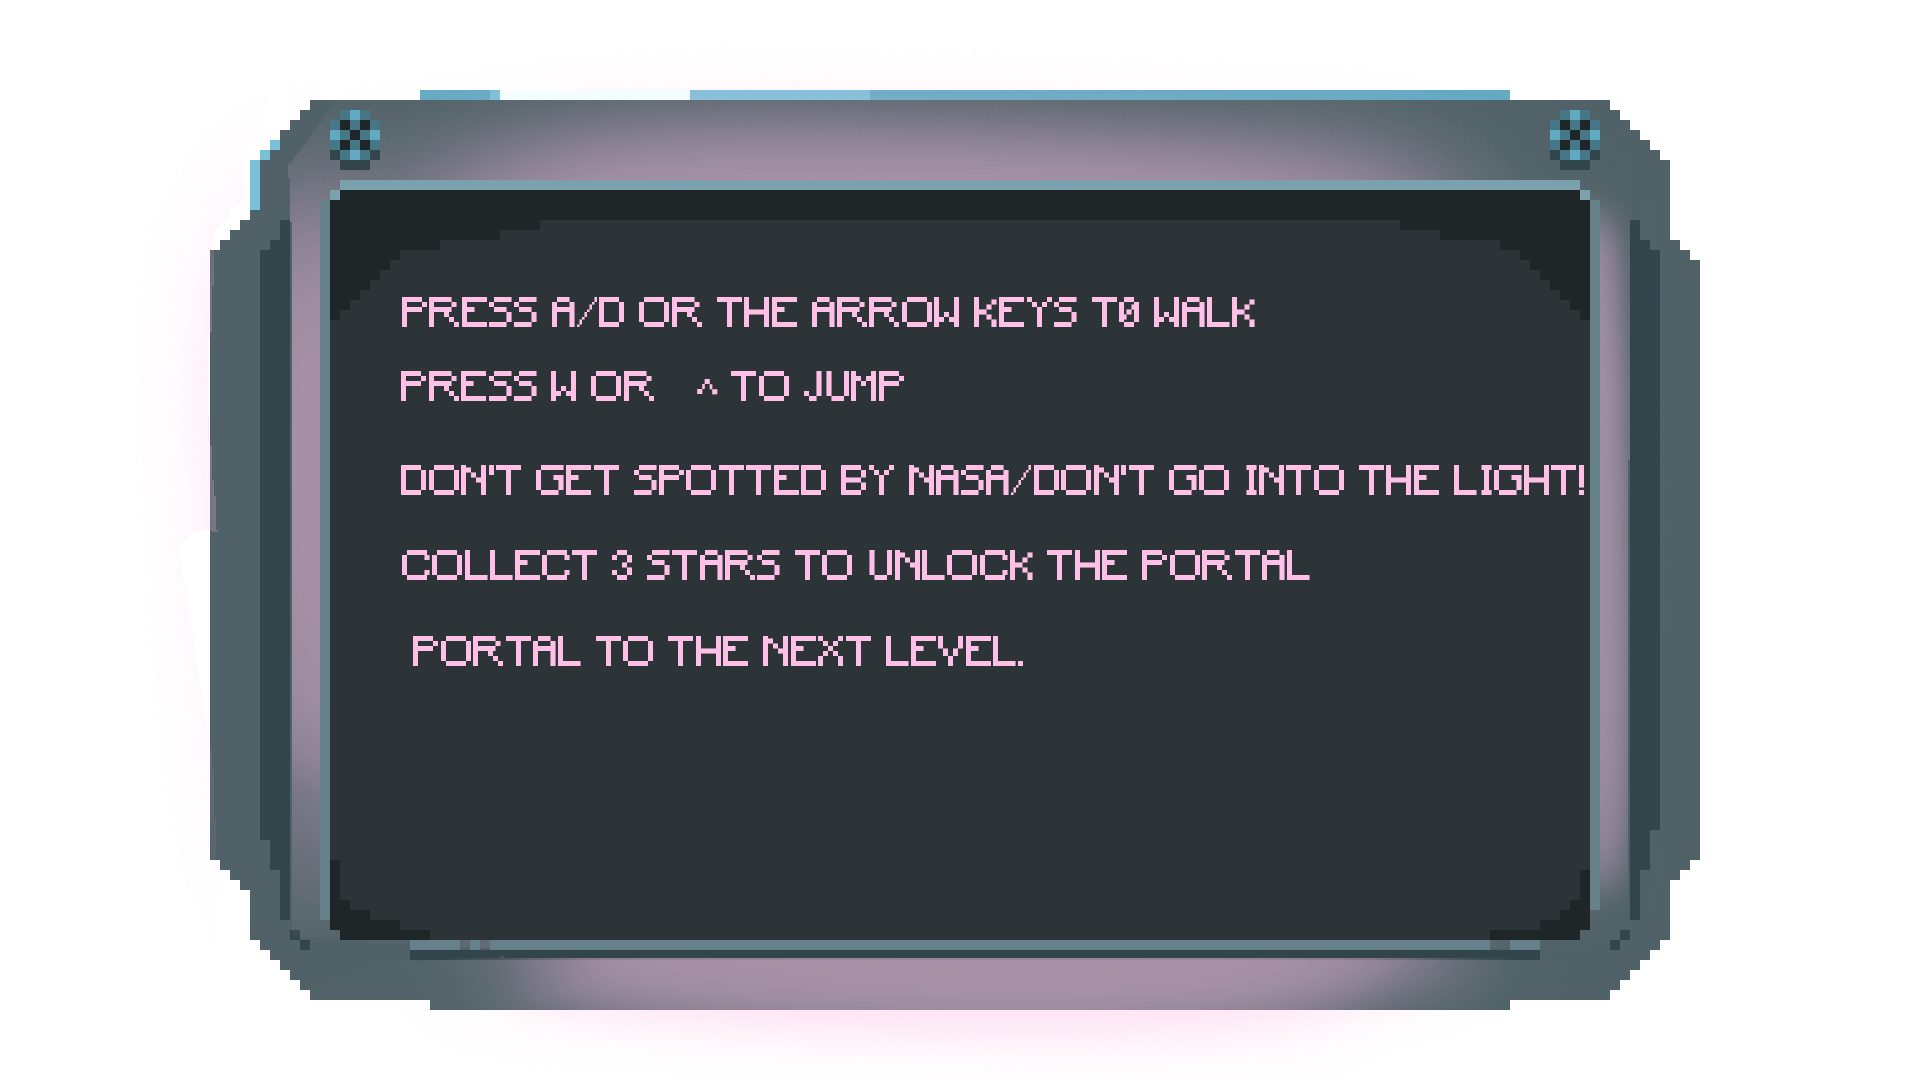 PRESS A/D OR THE ARROW KEYS T0 WALK
PRESS W OR ^ TO JUMP
DON'T GET SPOTTED BY NASA/DON'T GO INTO THE LIGHT!
COLLECT 3 STARS TO UNLOCK THE PORTAL
PORTAL TO THE NEXT LEVEL.